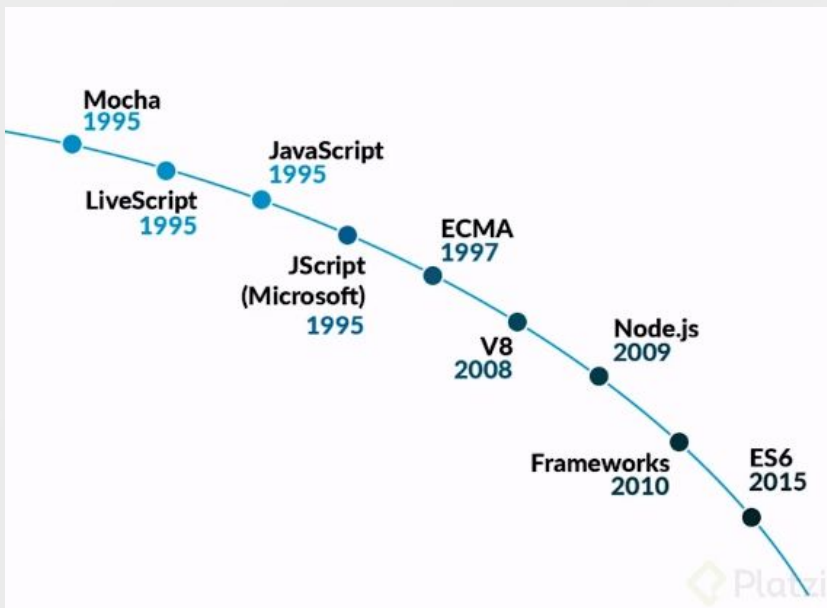 Mocha
1995
LiveScript
1995
JavaScript
1995
JScript
(Microsoft)
1995
ECMA
1997
V8
2008
Node.js
2009
Frameworks
2010
ES6
2015
Platzi